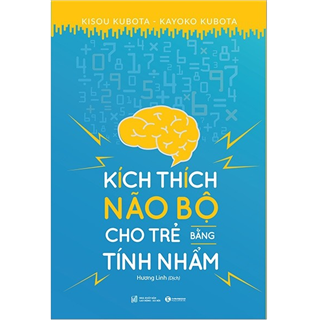 KISOU KUBOTA - KAYOKO KUBOTA
KÍCH THÍCH
NÃO BỘ
CHO TRẺ BẰNG
TÍNH NHẨM
Hương Linh (Dịch)